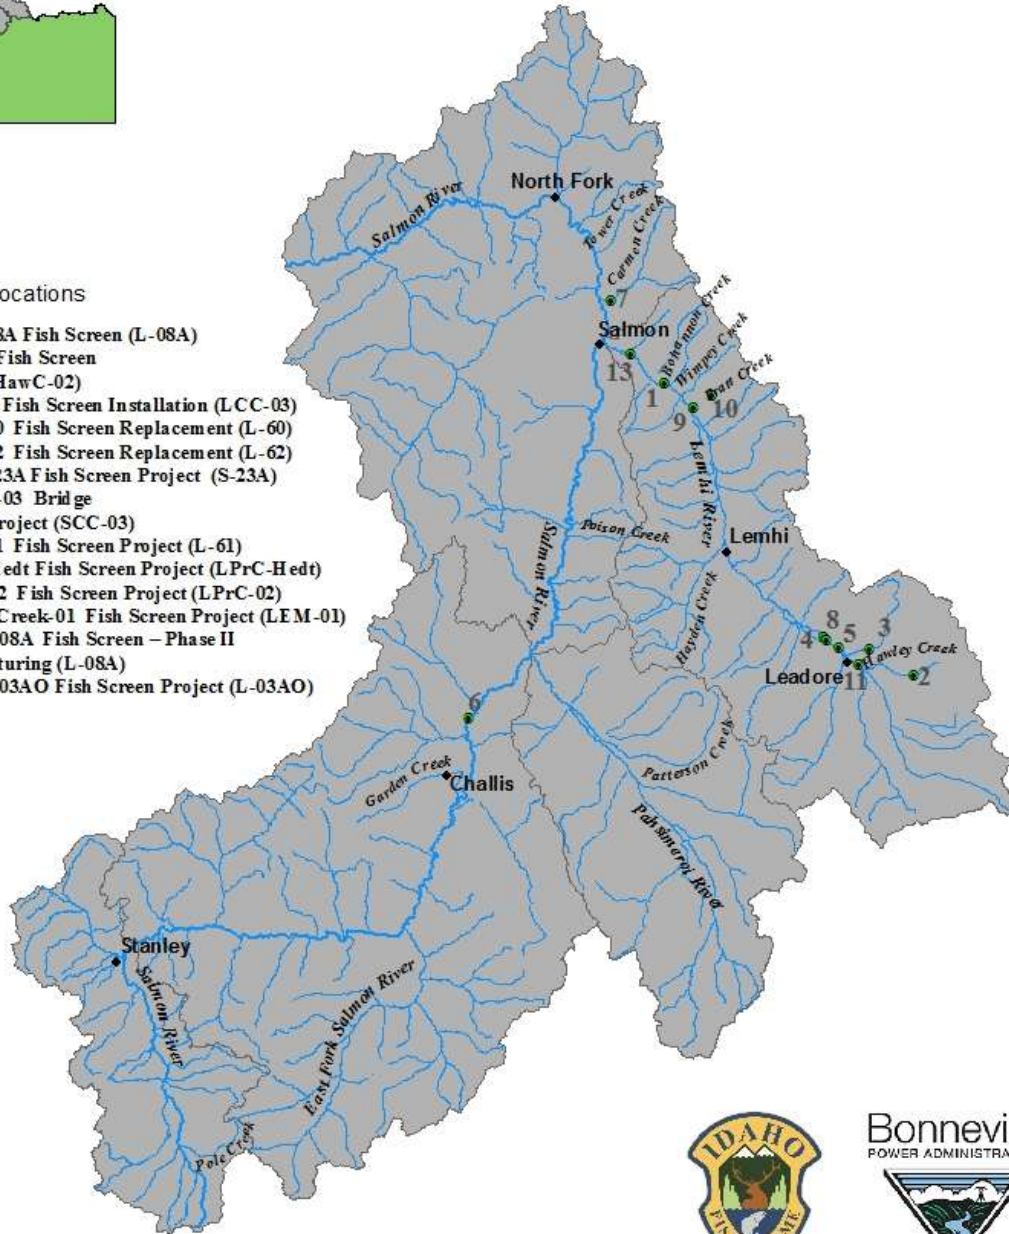 North Fork
Salmon River
Tower Creek
Carmen Creek
7
ocations
Salmon
Bohannon Creek
Wimpey Creek
13
8A Fish Screen (L-08A)
Fish Screen
HawC-02)
Fish Screen Installation (LCC-03)
0 Fish Screen Replacement (L-60)
2 Fish Screen Replacement (L-62)
23A Fish Screen Project (S-23A)
-03 Bridge
roject (SCC-03)
1 Fish Screen Project (L-61)
Hedt Fish Screen Project (LPrC-Hedt)
2 Fish Screen Project (LPrC-02)
Creek-01 Fish Screen Project (LEM-01)
08A Fish Screen – Phase II
turing (L-08A)
03AO Fish Screen Project (L-03AO)
1
9
10
Creek
Lemhi River
Salmon River
Poison Creek
Lemhi
Hayden Creek
8
4
5
3
Hawley Creek
Leadore
11
2
6
Garden Creek
Challis
Patterson Creek
Pahsimeroi River
Stanley
Salmon River
East Fork Salmon River
Pole Creek
IDAHO
Bonnevi
POWER ADMINISTRA